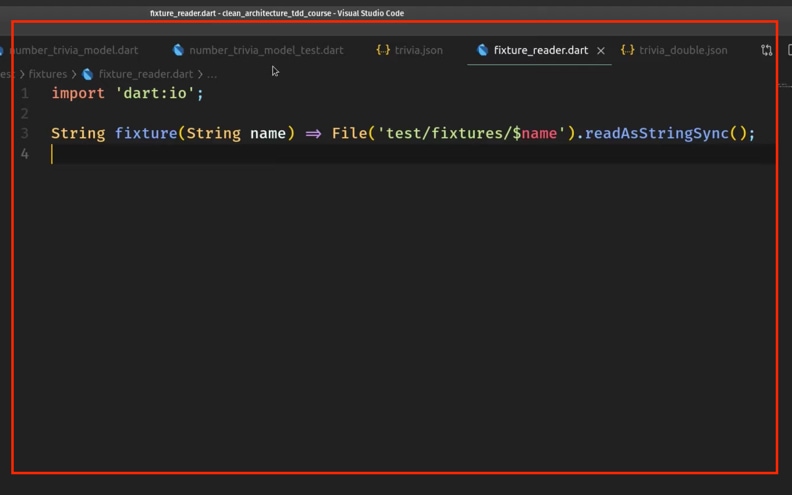 fixture_reader.dart - clean_architecture_tdd_course - Visual Studio Code
number_trivia_model.dart number_trivia_model_test.dart {..} trivia.json fixture_reader.dart × {..} trivia_double.json
est > fixtures > fixture_reader.dart > ...
1 import 'dart:io';
2
3 String fixture(String name) => File('test/fixtures/$name').readAsStringSync();
4